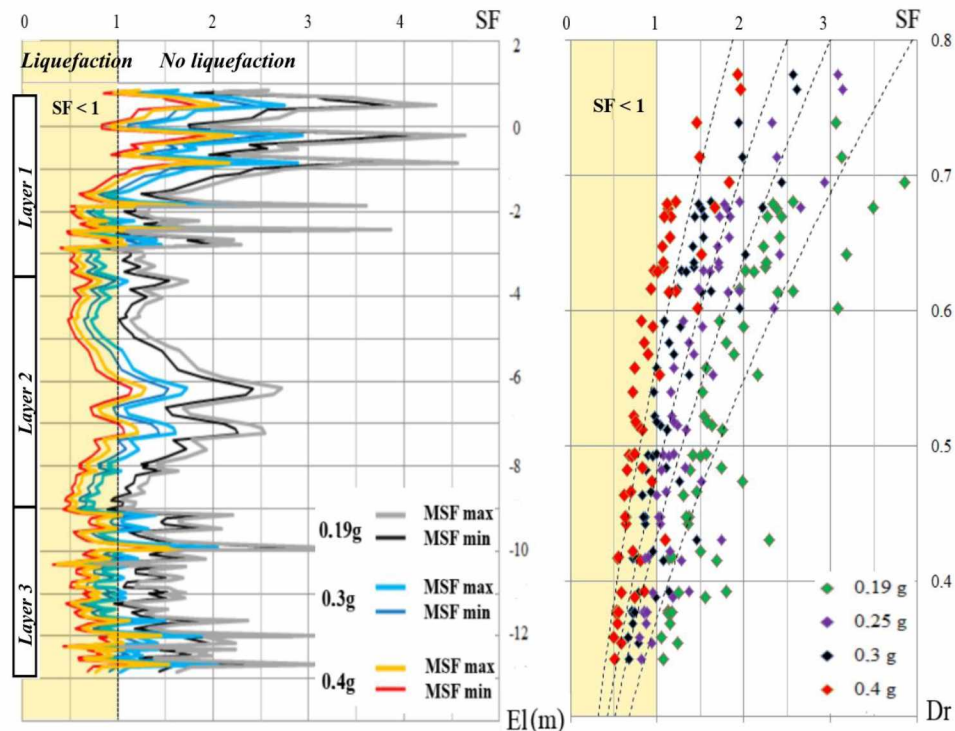 0 1 2 3 4 SF
Liquefaction No liquefaction
SF < 1
2
0
-2
-4
-6
-8
-10
-12
El(m)
Layer 1
Layer 2
Layer 3
0.19g MSF max
MSF min
0.3g MSF max
MSF min
0.4g MSF max
MSF min
0 1 2 3 SF
SF < 1
0.8
0.7
0.6
0.5
0.4
Dr
0.19 g
0.25 g
0.3 g
0.4 g